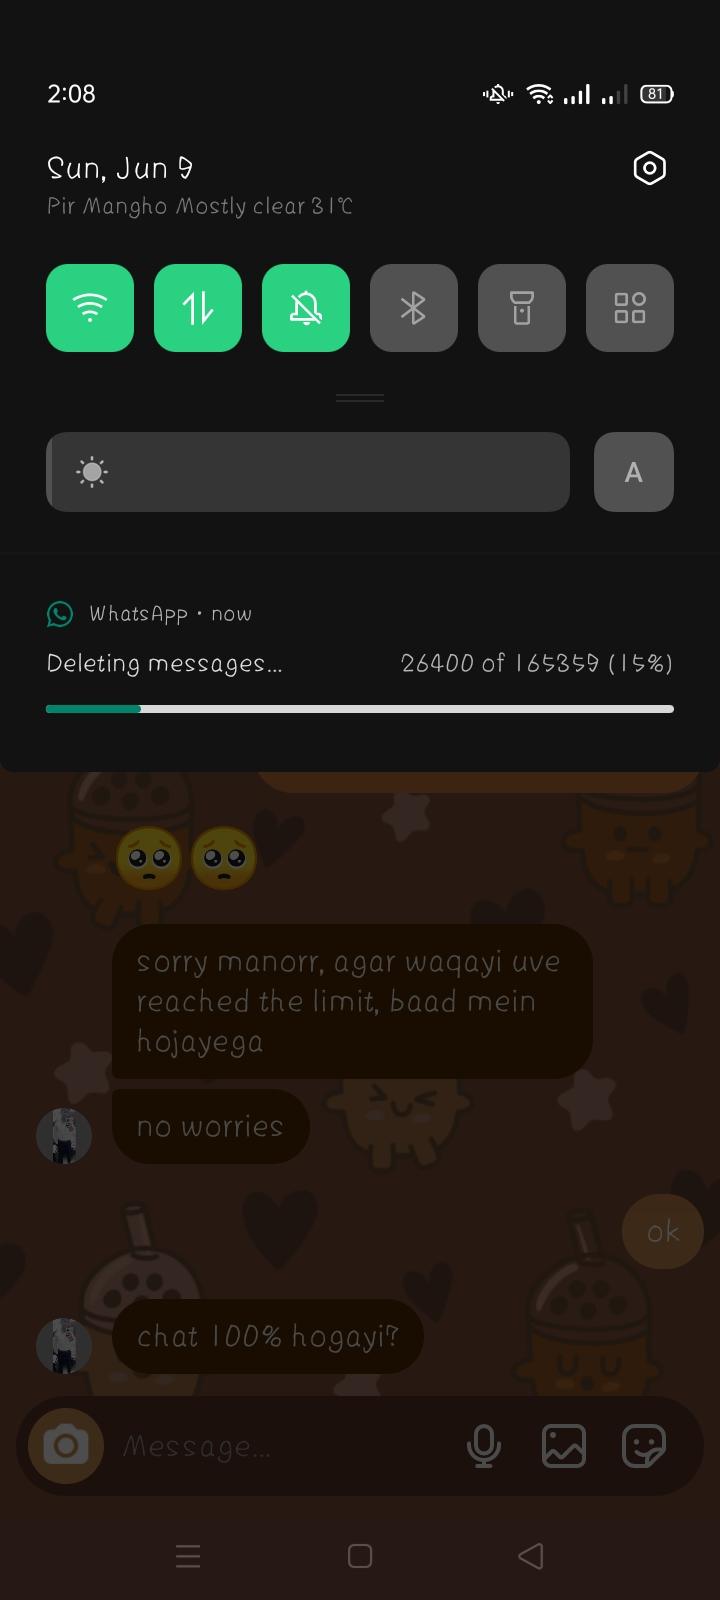 2:08
81
Sun, Jun 9
Pir Mangho Mostly clear 31°C
A
WhatsApp • now
Deleting messages... 26400 of 165359 (15%)
sorry manorr, agar waqayi uve
reached the limit, baad mein
hojayega
no worries
ok
chat 100% hogayi?
Message...